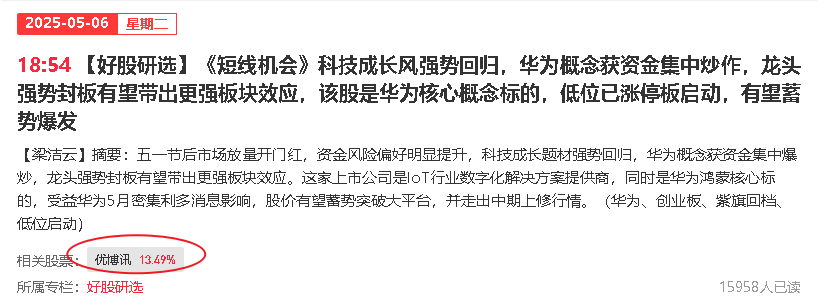 2025-05-06 星期二
18:54 【好股研选】《短线机会》科技成长风强势回归，华为概念获资金集中炒作，龙头
强势封板有望带出更强板块效应，该股是华为核心概念标的，低位已涨停板启动，有望蓄
势爆发
【梁洁云】摘要：五一节后市场放量开门红，资金风险偏好明显提升，科技成长题材强势回归，华为概念获资金集中爆
炒，龙头强势封板有望带出更强板块效应。这家上市公司是IoT行业数字化解决方案提供商，同时是华为鸿蒙核心标
的，受益华为5月密集利多消息影响，股价有望蓄势突破大平台，并走出中期上修行情。（华为、创业板、紫旗回档、
低位启动）
相关股票： 优博讯 13.49%
所属专栏：好股研选 15958人已读